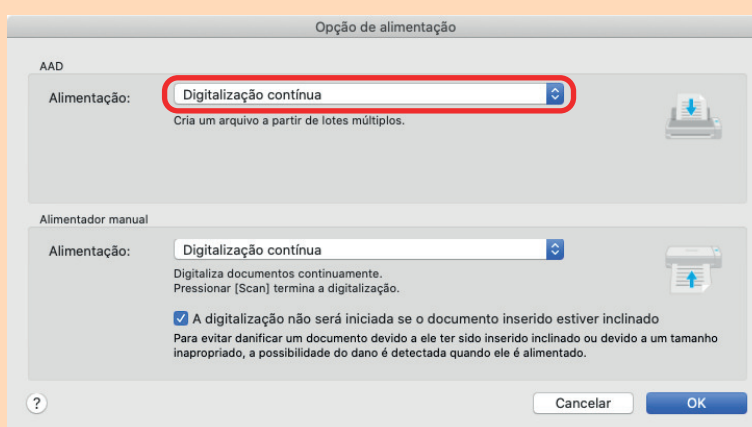 Opção de alimentação
AAD
Alimentação:
Digitalização contínua
Cria um arquivo a partir de lotes múltiplos.
Alimentador manual
Alimentação:
Digitalização contínua
Digitaliza documentos continuamente.
Pressionar [Scan] termina a digitalização.
A digitalização não será iniciada se o documento inserido estiver inclinado
Para evitar danificar um documento devido a ele ter sido inserido inclinado ou devido a um tamanho
inapropriado, a possibilidade do dano é detectada quando ele é alimentado.
?
Cancelar
OK